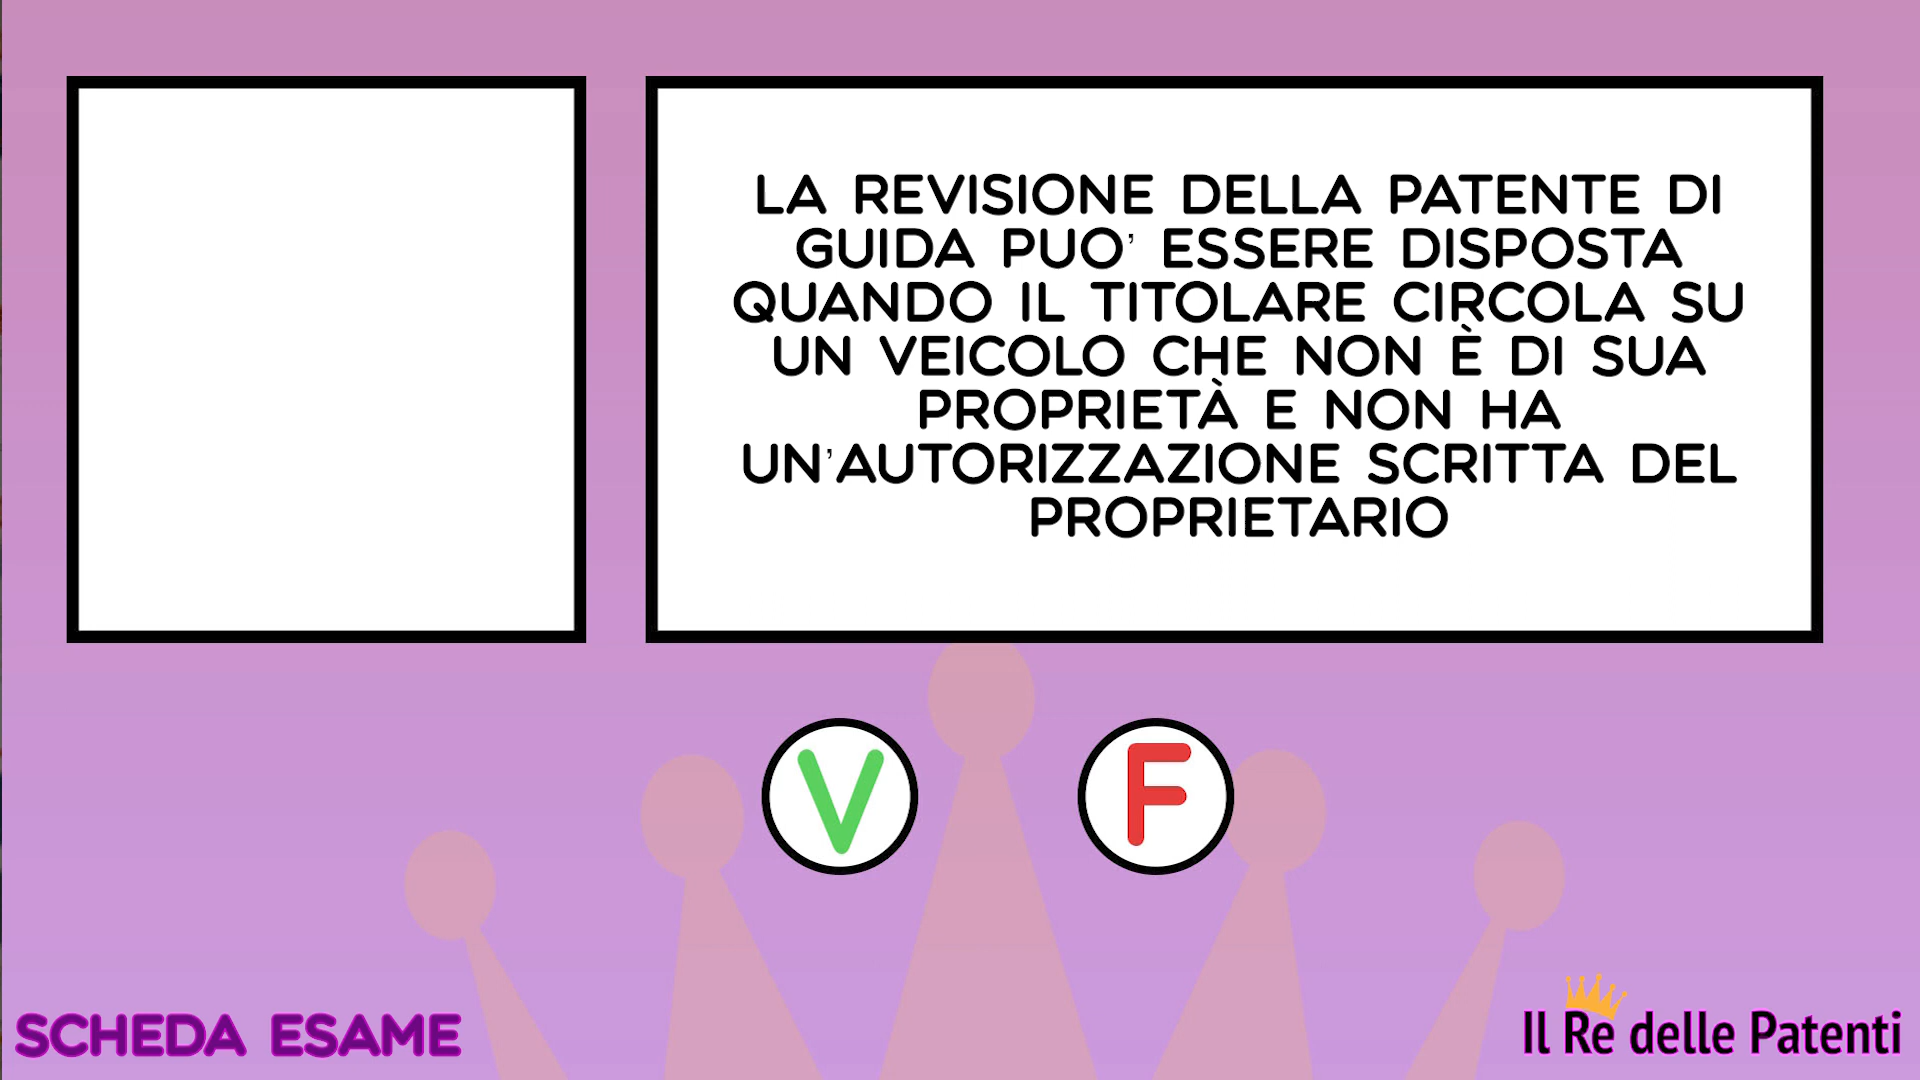 LA REVISIONE DELLA PATENTE DI
GUIDA PUO' ESSERE DISPOSTA
QUANDO IL TITOLARE CIRCOLA SU
UN VEICOLO CHE NON È DI SUA
PROPRIETÀ E NON HA
UN'AUTORIZZAZIONE SCRITTA DEL
PROPRIETARIO
V F
SCHEDA ESAME
Il Re delle Patenti